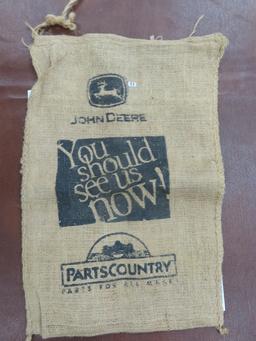 JOHN DEERE
You
should
see us
now!
PARTSCOUNTRY
PARTS FOR ALL MAKES